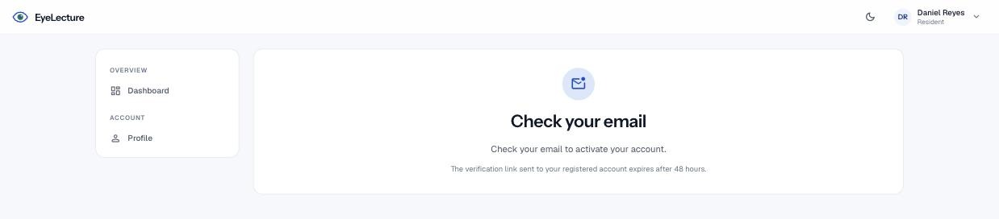 EyeLecture
DR
Daniel Reyes
Resident
OVERVIEW
Dashboard
ACCOUNT
Profile
Check your email
Check your email to activate your account.
The verification link sent to your registered account expires after 48 hours.